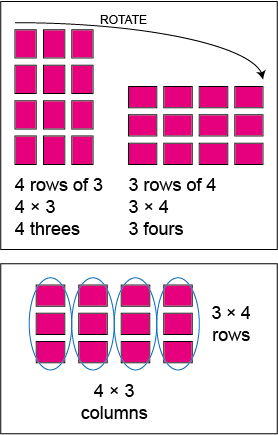 ROTATE
4 rows of 3
4 × 3
4 threes
3 rows of 4
3 × 4
3 fours
3 × 4
rows
4 × 3
columns